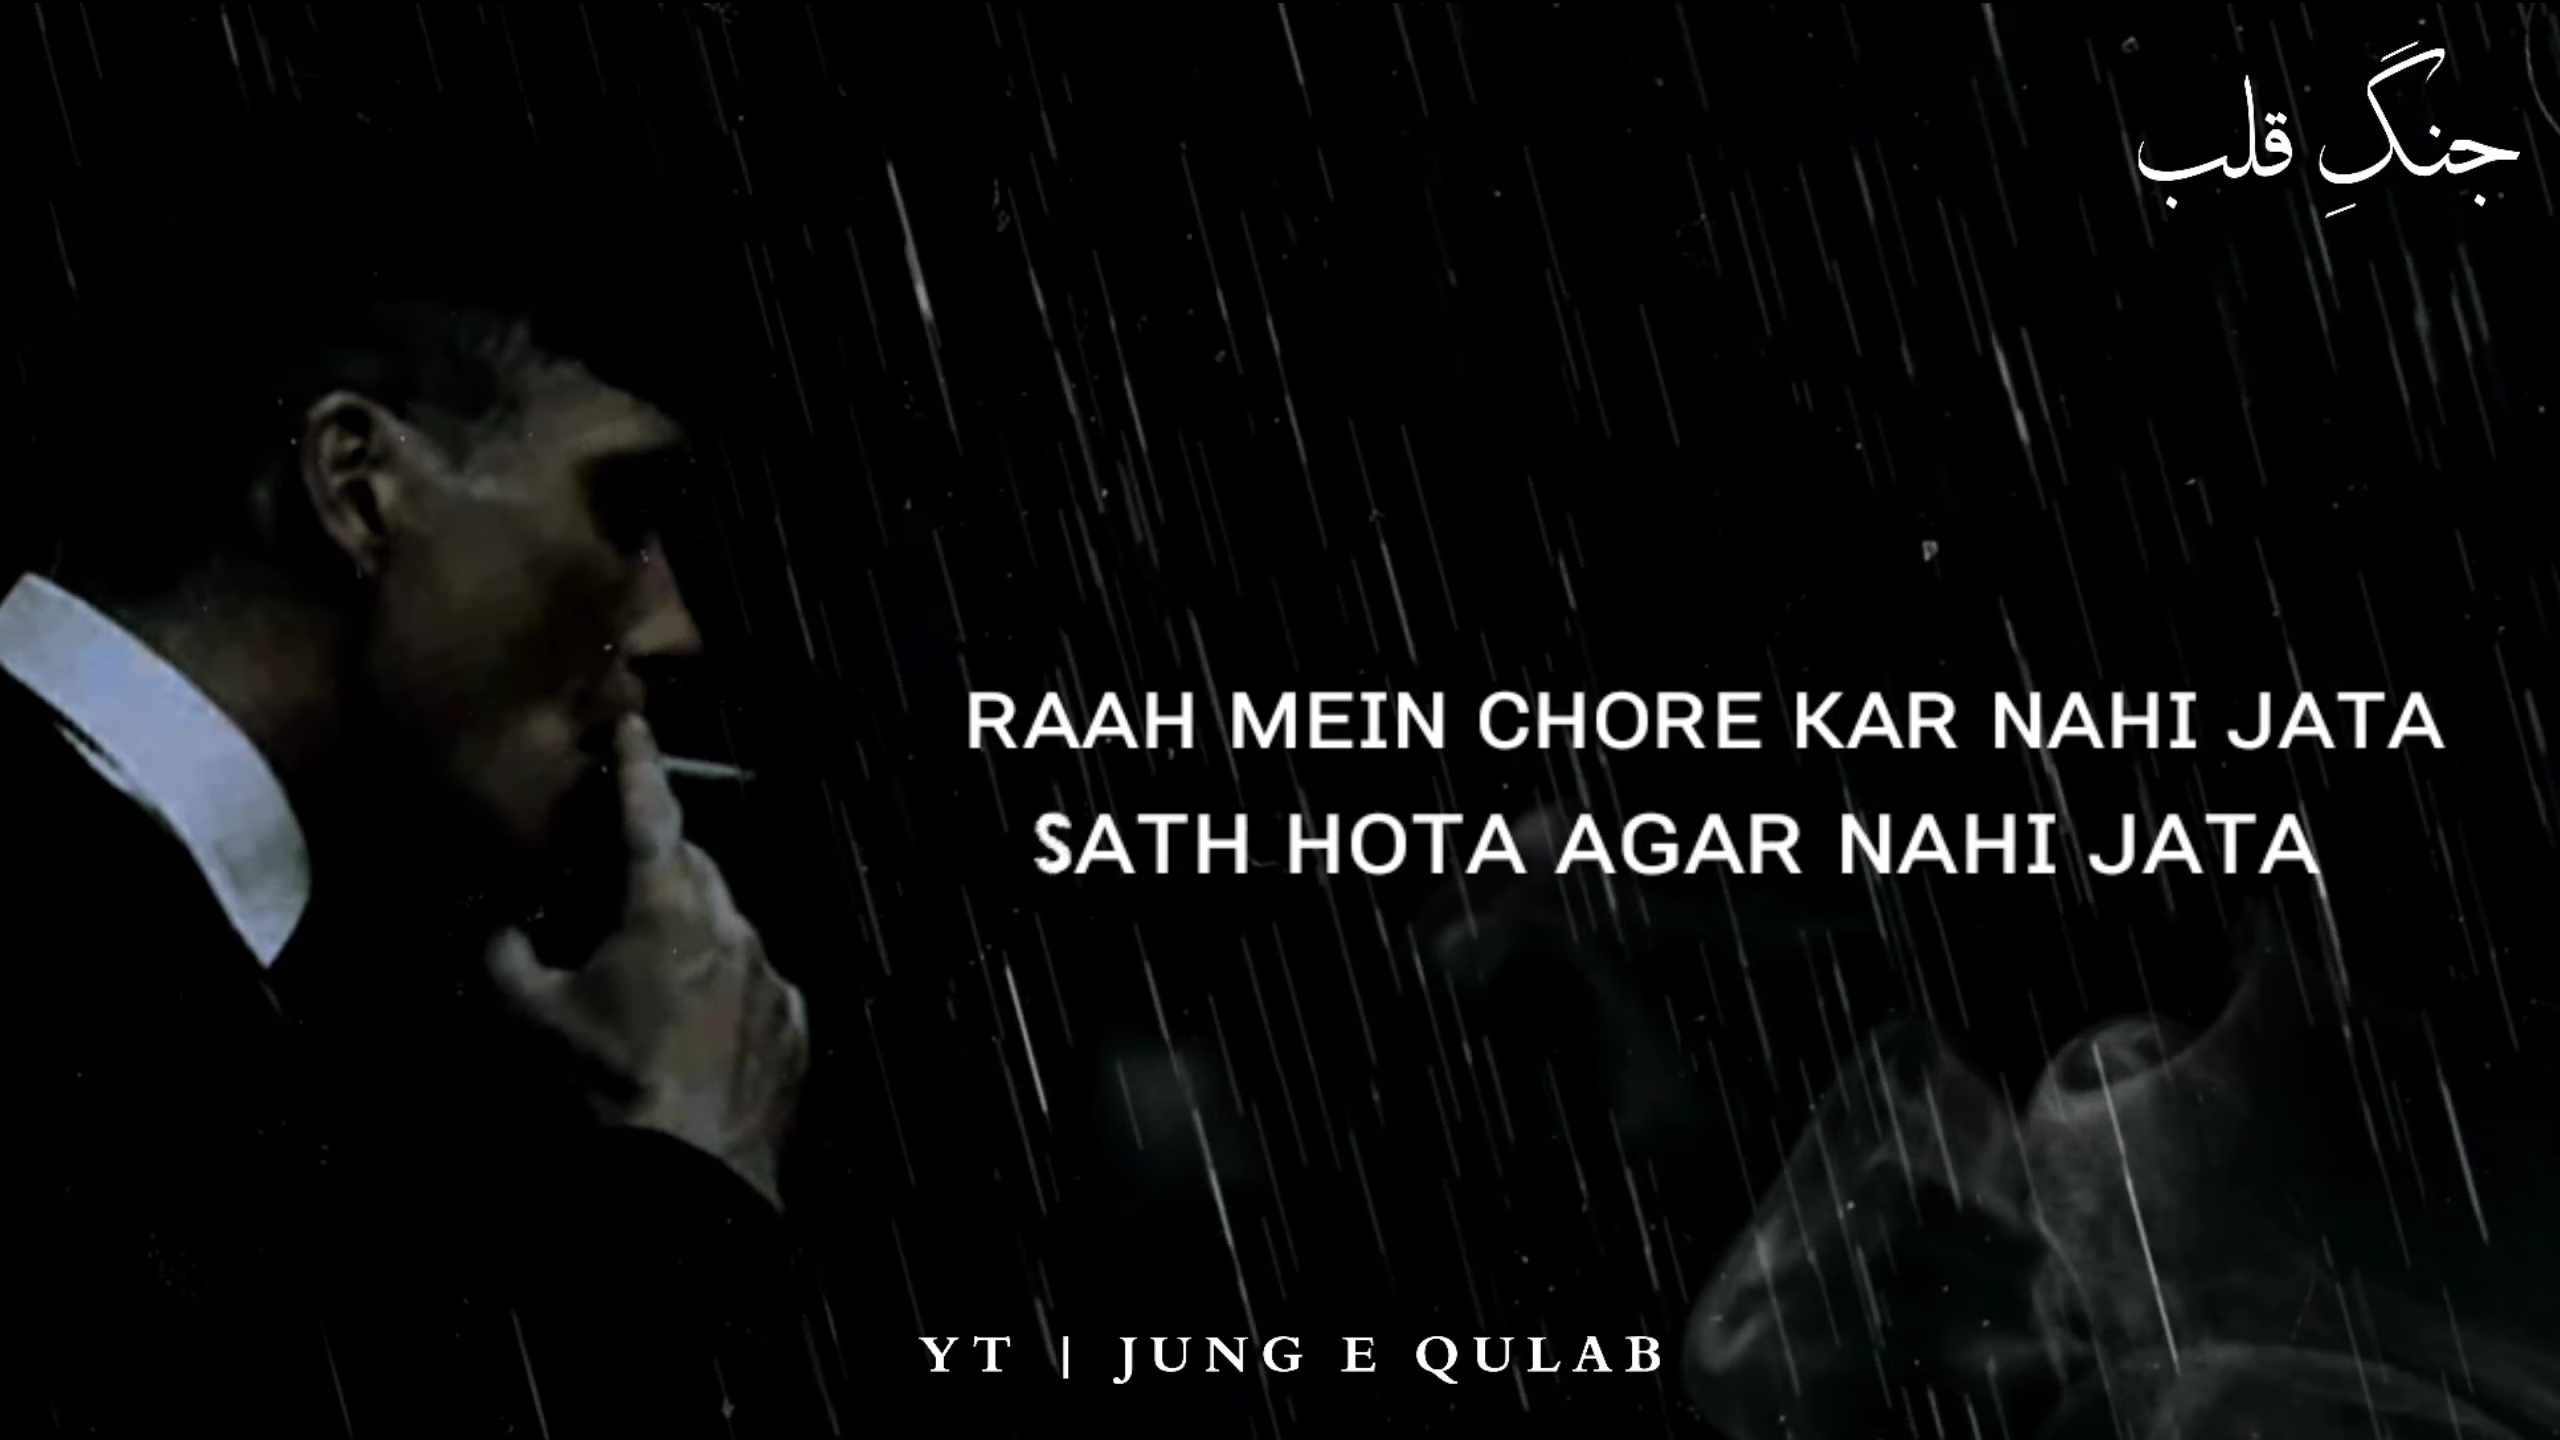 جنگِ قلب
RAAH MEIN CHORE KAR NAHI JATA
SATH HOTA AGAR NAHI JATA
YT | JUNG E QULAB